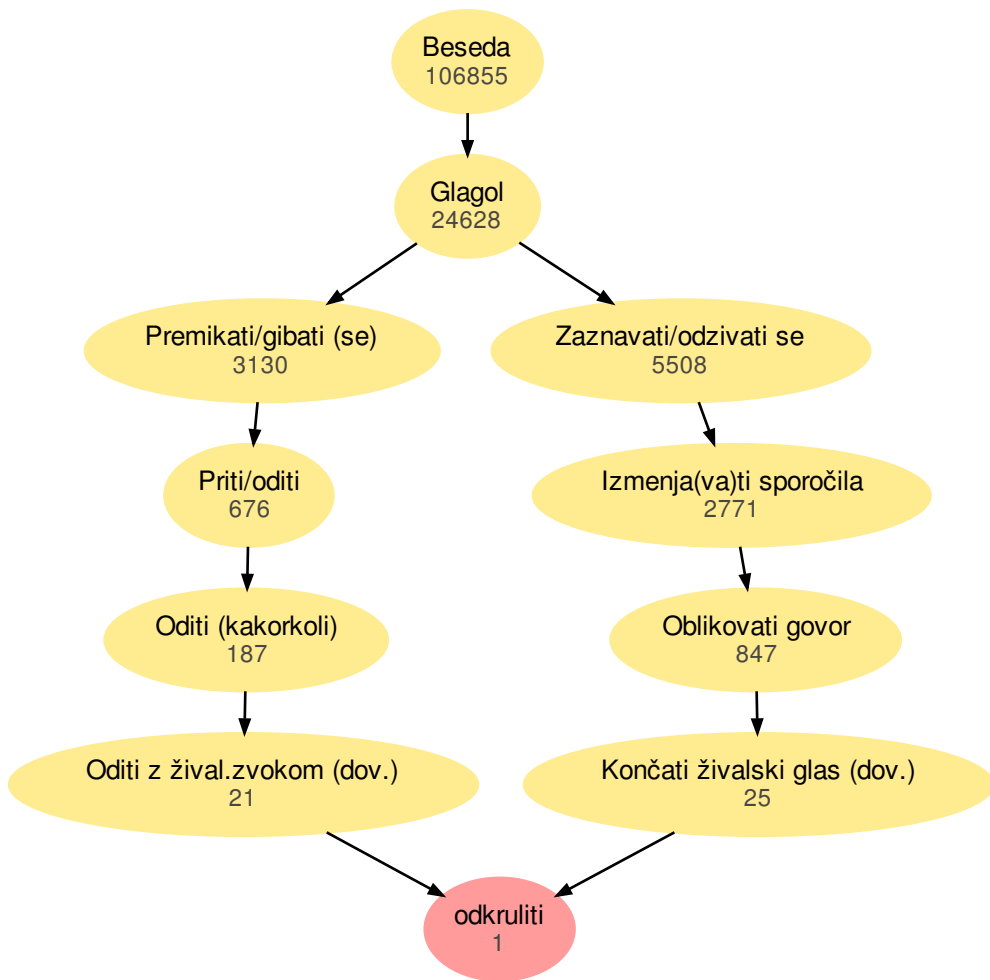 Beseda
106855
Glagol
24628
Premikati/gibati (se)
3130
Zaznavati/odzivati se
5508
Priti/oditi
676
Izmenja(va)ti sporočila
2771
Oditi (kakorkoli)
187
Oblikovati govor
847
Oditi z žival.zvokom (dov.)
21
Končati živalski glas (dov.)
25
odkruliti
1